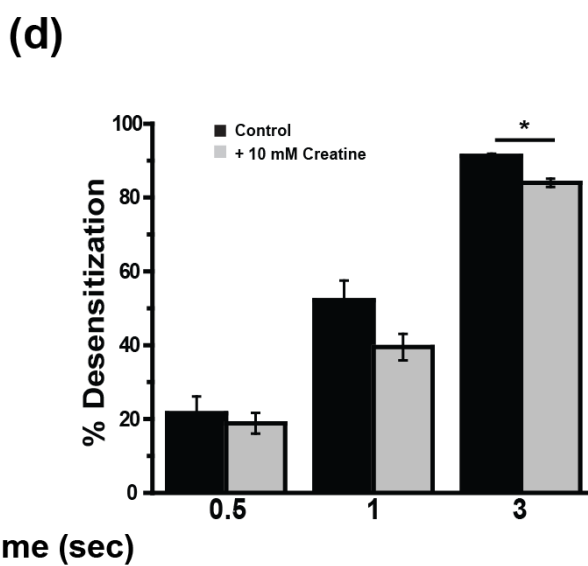 (d)
100
80
60
40
20
0
% Desensitization
Control
+ 10 mM Creatine
*
0.5 1 3
me (sec)